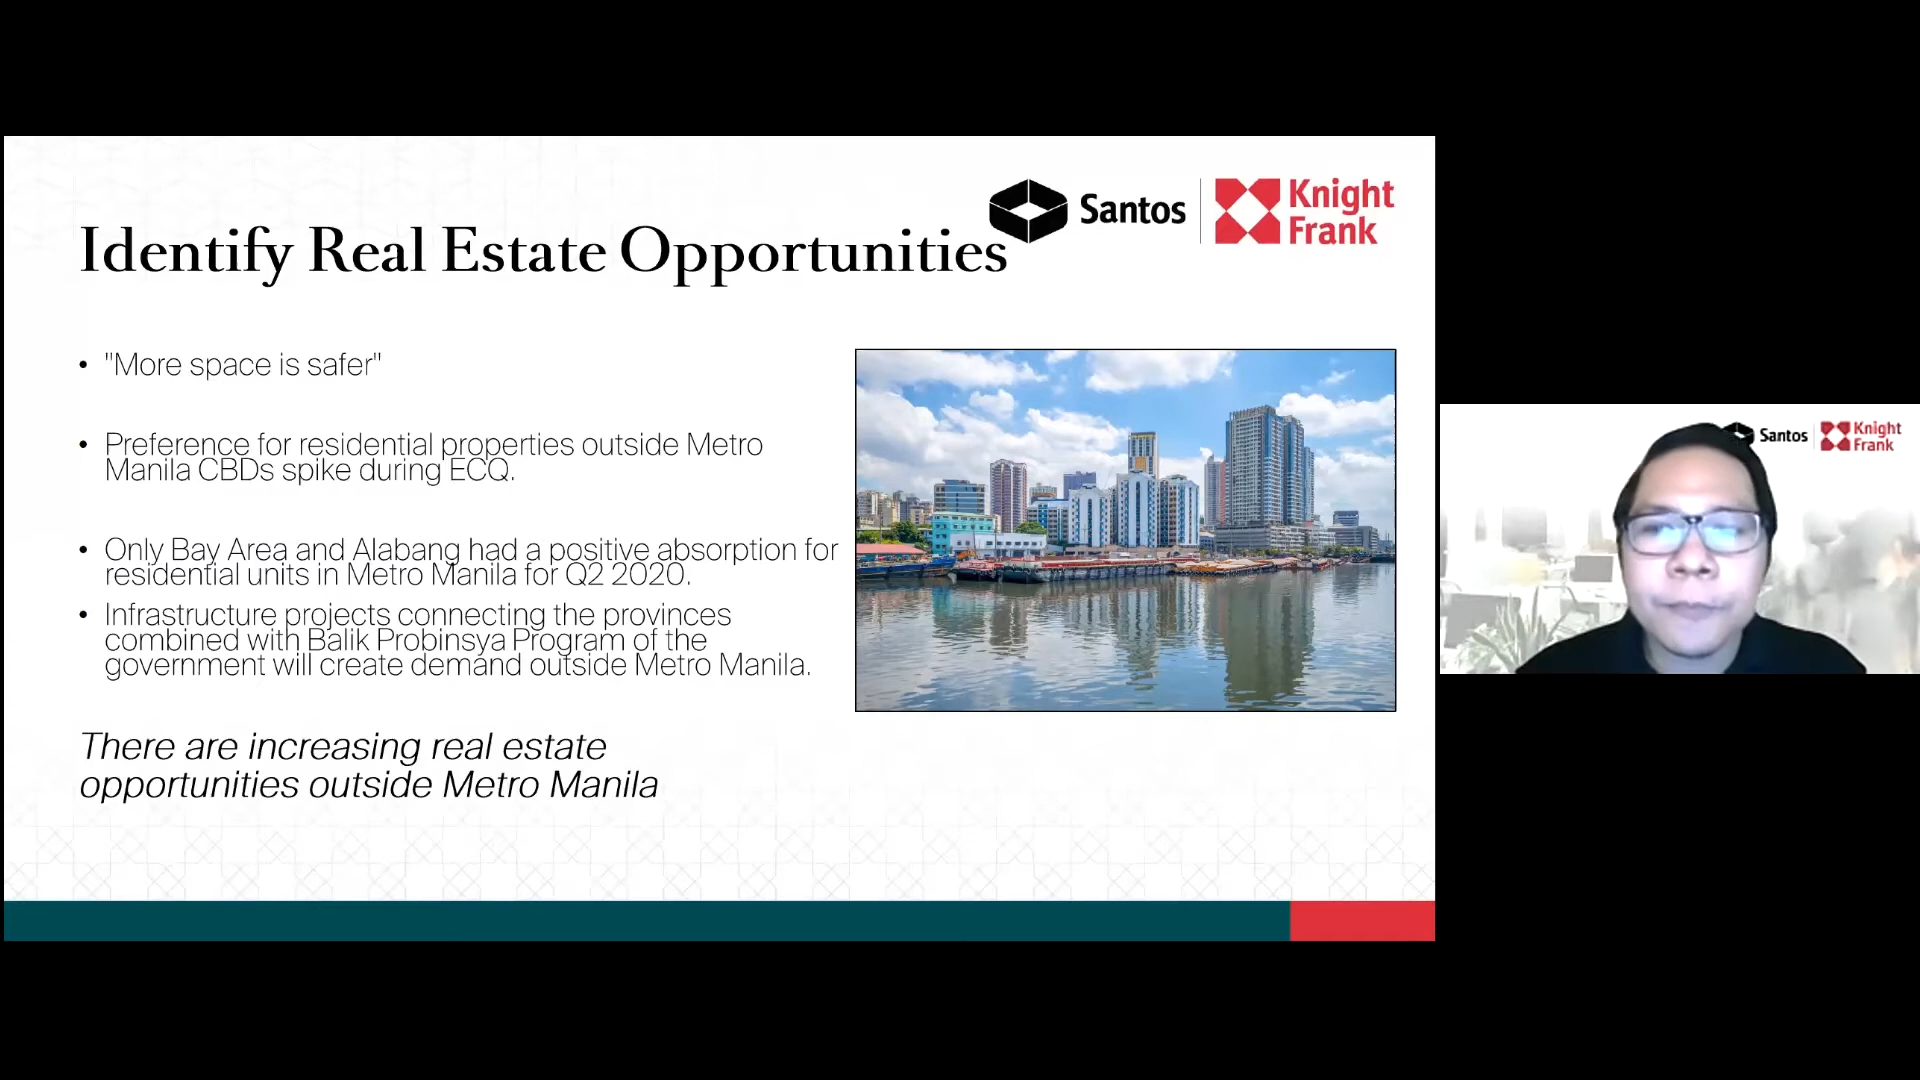 Santos
Knight
Frank
Identify Real Estate Opportunities
• "More space is safer"
• Preference for residential properties outside Metro
Manila CBDs spike during ECQ.
• Only Bay Area and Alabang had a positive absorption for
residential units in Metro Manila for Q2 2020.
• Infrastructure projects connecting the provinces
combined with Balik Probinsya Program of the
government will create demand outside Metro Manila.
There are increasing real estate
opportunities outside Metro Manila
Santos
Knight
Frank